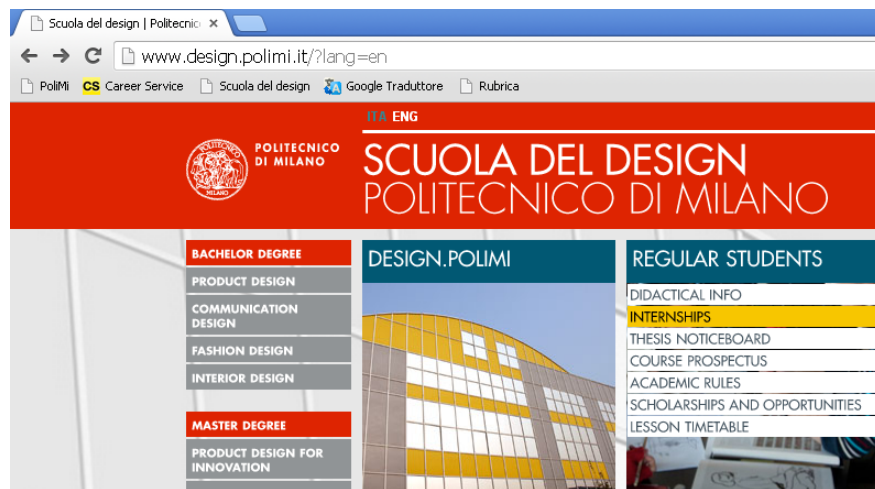 Scuola del design | Politecnic
www.design.polimi.it/?lang=en
PoliMi CS Career Service Scuola del design Google Traduttore Rubrica
ITA ENG
POLITECNICO
DI MILANO
SCUOLA DEL DESIGN
POLITECNICO DI MILANO
BACHELOR DEGREE
PRODUCT DESIGN
COMMUNICATION
DESIGN
FASHION DESIGN
INTERIOR DESIGN
MASTER DEGREE
PRODUCT DESIGN FOR
INNOVATION
DESIGN.POLIMI
REGULAR STUDENTS
DIDACTICAL INFO
INTERNSHIPS
THESIS NOTICEBOARD
COURSE PROSPECTUS
ACADEMIC RULES
SCHOLARSHIPS AND OPPORTUNITIES
LESSON TIMETABLE